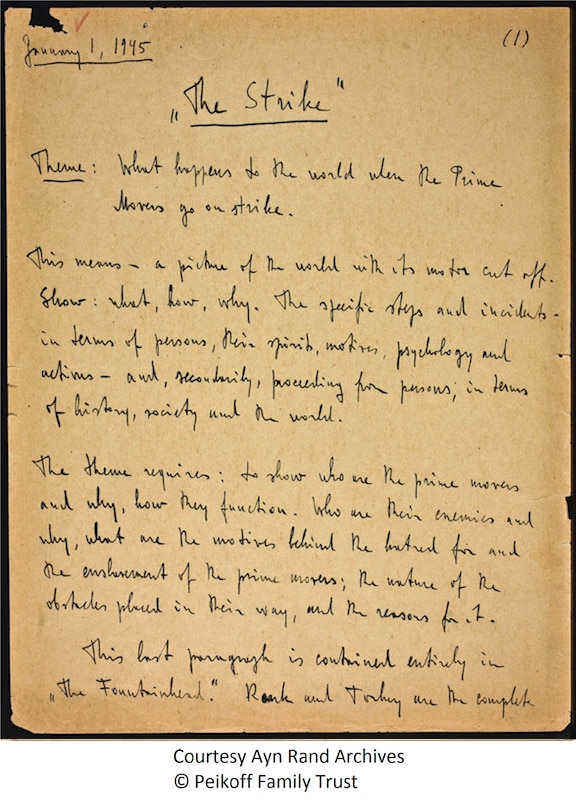 January 1, 1945
(1)
„The Strike"
Theme: What happens to the world when the Prime
Movers go on strike.
This means – a picture of the world with its motor cut off.
Show: what, how, why. The specific steps and incidents –
in terms of persons, their spirits, motives, psychology and
actions – and, secondarily, proceeding from persons, in terms
of history, society and the world.
The theme requires: to show who are the prime movers
and why, how they function. Who are their enemies and
why, what are the motives behind the hatred for and
the enslavement of the prime movers; the nature of the
obstacles placed in their way, and the reasons for it.
This last paragraph is contained entirely in
„The Fountainhead." Roark and Toohey are the complete
Courtesy Ayn Rand Archives
© Peikoff Family Trust